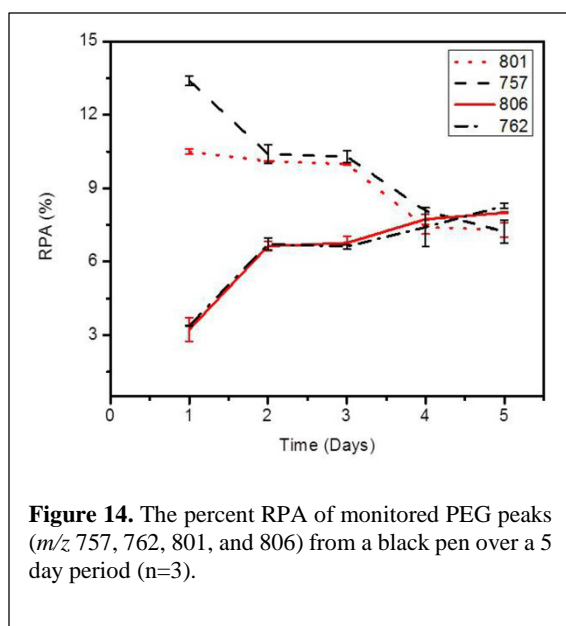 15
12
9
6
3
RPA (%)
801
757
806
762
0 1 2 3 4 5
Time (Days)
Figure 14. The percent RPA of monitored PEG peaks
(m/z 757, 762, 801, and 806) from a black pen over a 5
day period (n=3).